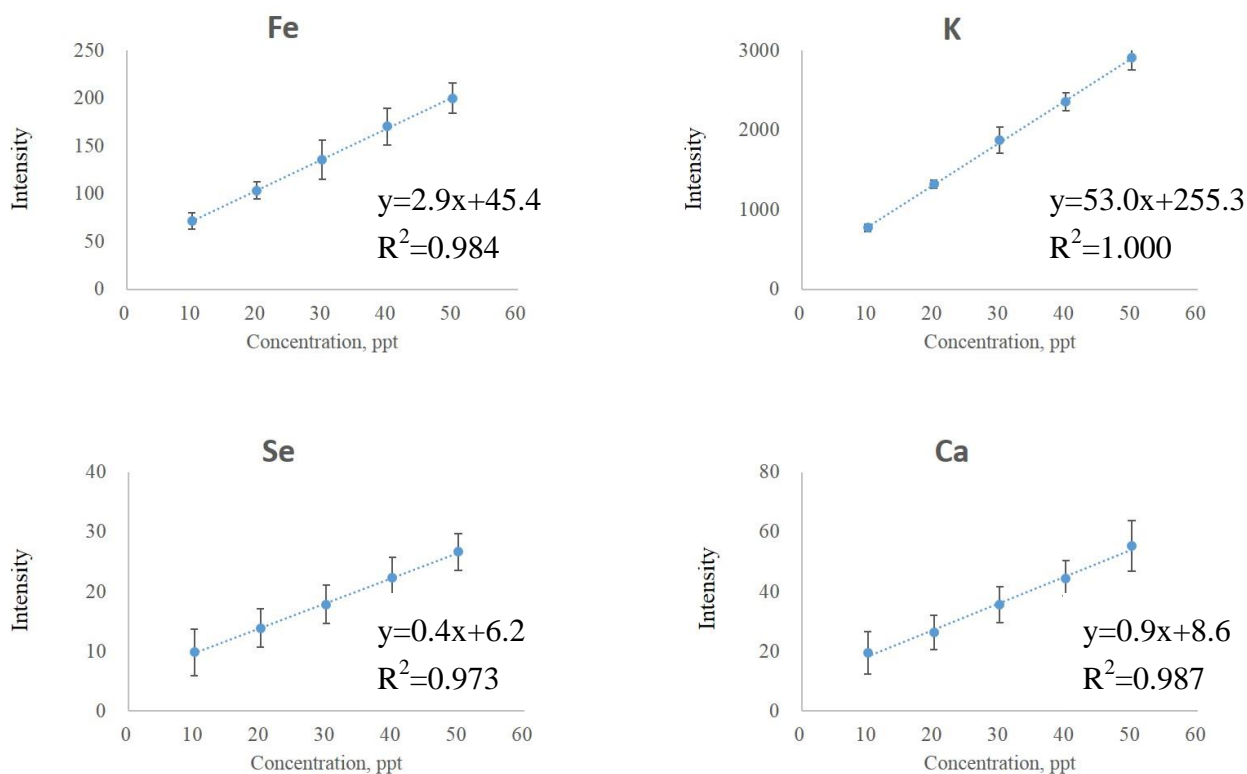 Fe
250
200
150
100
50
0
0 10 20 30 40 50 60
Intensity
Concentration, ppt
y=2.9x+45.4
R²=0.984
K
3000
2000
1000
0
0 10 20 30 40 50 60
Intensity
Concentration, ppt
y=53.0x+255.3
R²=1.000
Se
40
30
20
10
0
0 10 20 30 40 50 60
Intensity
Concentration, ppt
y=0.4x+6.2
R²=0.973
Ca
80
60
40
20
0
0 10 20 30 40 50 60
Intensity
Concentration, ppt
y=0.9x+8.6
R²=0.987